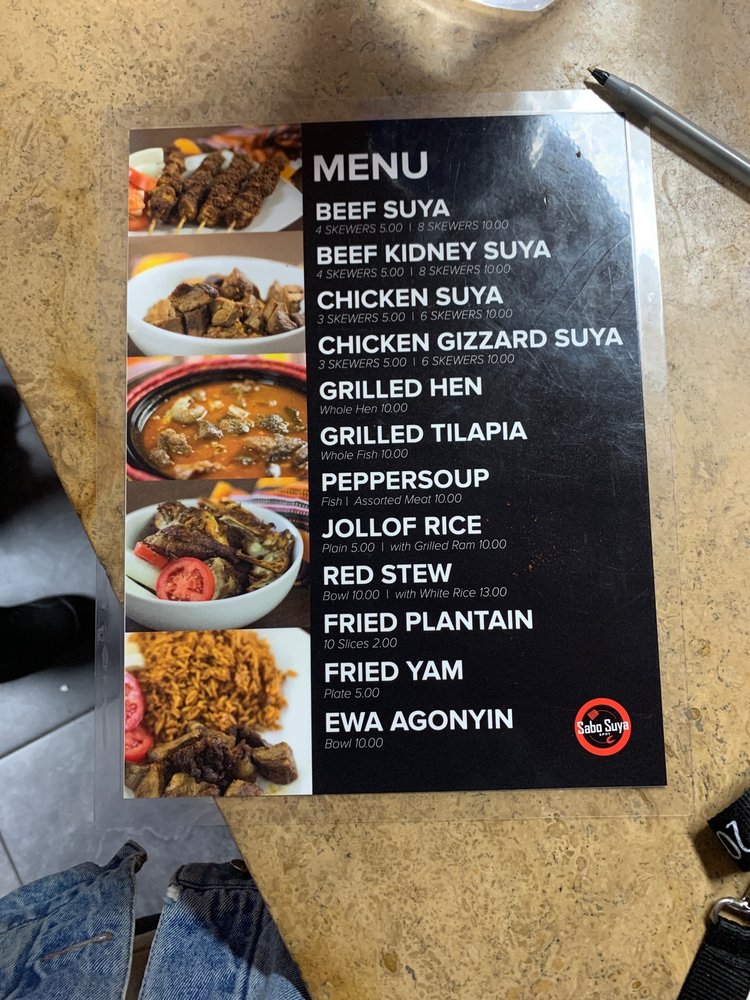 MENU
BEEF SUYA
4 SKEWERS 5.00 | 8 SKEWERS 10.00
BEEF KIDNEY SUYA
4 SKEWERS 5.00 | 8 SKEWERS 10.00
CHICKEN SUYA
3 SKEWERS 5.00 | 6 SKEWERS 10.00
CHICKEN GIZZARD SUYA
3 SKEWERS 5.00 | 6 SKEWERS 10.00
GRILLED HEN
Whole Hen 10.00
GRILLED TILAPIA
Whole Fish 10.00
PEPPERSOUP
Fish | Assorted Meat 10.00
JOLLOF RICE
Plain 5.00 | with Grilled Ram 10.00
RED STEW
Bowl 10.00 | with White Rice 13.00
FRIED PLANTAIN
10 Slices 2.00
FRIED YAM
Plate 5.00
EWA AGONYIN
Bowl 10.00
Sabo Suya
SPOT
20